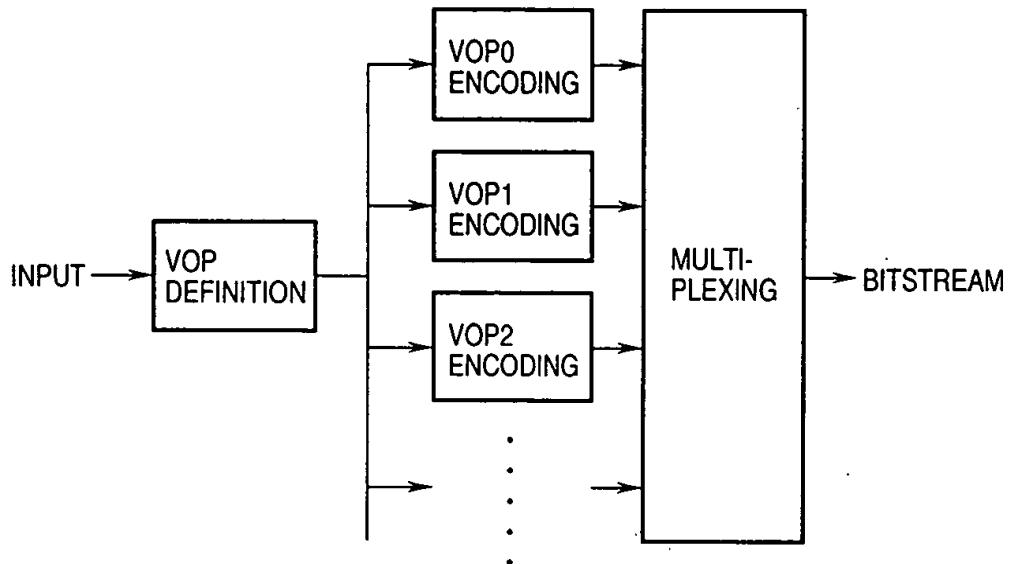 INPUT
VOP
DEFINITION
VOP0
ENCODING
VOP1
ENCODING
VOP2
ENCODING
MULTI-
PLEXING
BITSTREAM